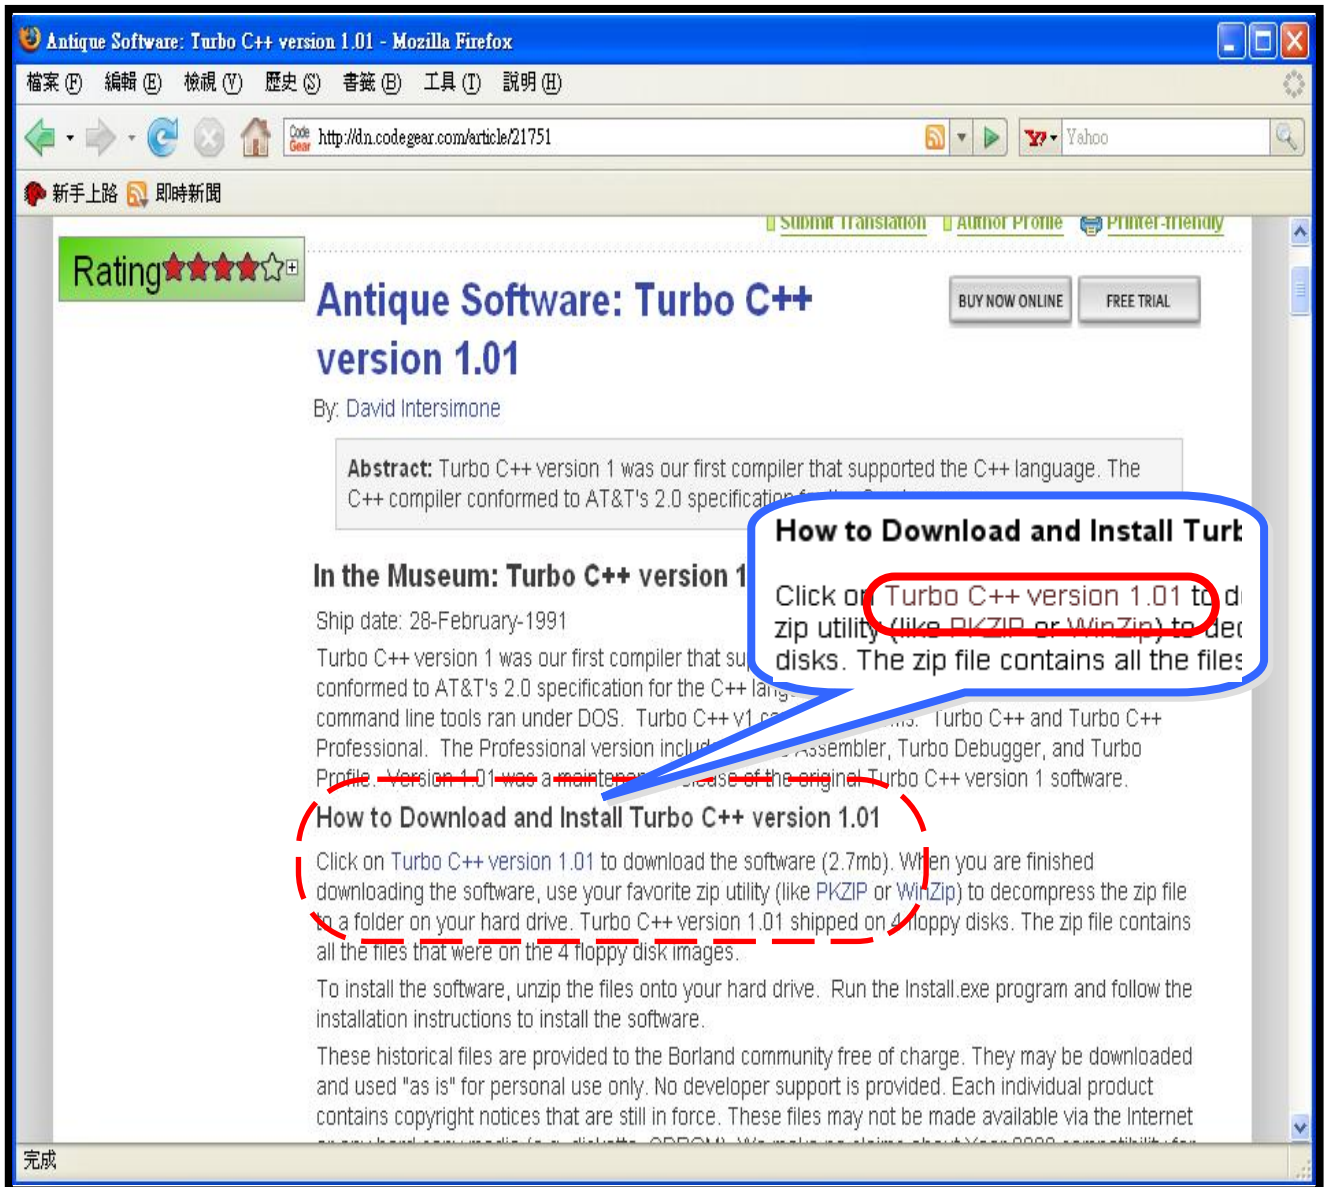 Antique Software: Turbo C++ version 1.01 - Mozilla Firefox
檔案(F) 編輯(E) 檢視(V) 歷史(S) 書籤(B) 工具(T) 說明(H)
Code Gear http://dn.codegear.com/article/21751 Yahoo
新手上路 即時新聞
Submit Translation Author Profile Printer-friendly
Rating
Antique Software: Turbo C++
version 1.01
BUY NOW ONLINE FREE TRIAL
By: David Intersimone
Abstract: Turbo C++ version 1 was our first compiler that supported the C++ language. The
C++ compiler conformed to AT&T's 2.0 specification
How to Download and Install Turb
Click on Turbo C++ version 1.01 to d
zip utility (like PKZIP or WinZip) to dec
disks. The zip file contains all the files
In the Museum: Turbo C++ version 1
Ship date: 28-February-1991
Turbo C++ version 1 was our first compiler that su
conformed to AT&T's 2.0 specification for the C++
command line tools ran under DOS. Turbo C++ v1 Turbo C++ and Turbo C++
Professional. The Professional version Assembler, Turbo Debugger, and Turbo
Profile. Version 1.01 was a of the original Turbo C++ version 1 software.
How to Download and Install Turbo C++ version 1.01
Click on Turbo C++ version 1.01 to download the software (2.7mb). When you are finished
downloading the software, use your favorite zip utility (like PKZIP or WinZip) to decompress the zip file
to a folder on your hard drive. Turbo C++ version 1.01 shipped on 4 floppy disks. The zip file contains
all the files that were on the 4 floppy disk images.
To install the software, unzip the files onto your hard drive. Run the Install.exe program and follow the
installation instructions to install the software.
These historical files are provided to the Borland community free of charge. They may be downloaded
and used "as is" for personal use only. No developer support is provided. Each individual product
contains copyright notices that are still in force. These files may not be made available via the Internet
完成